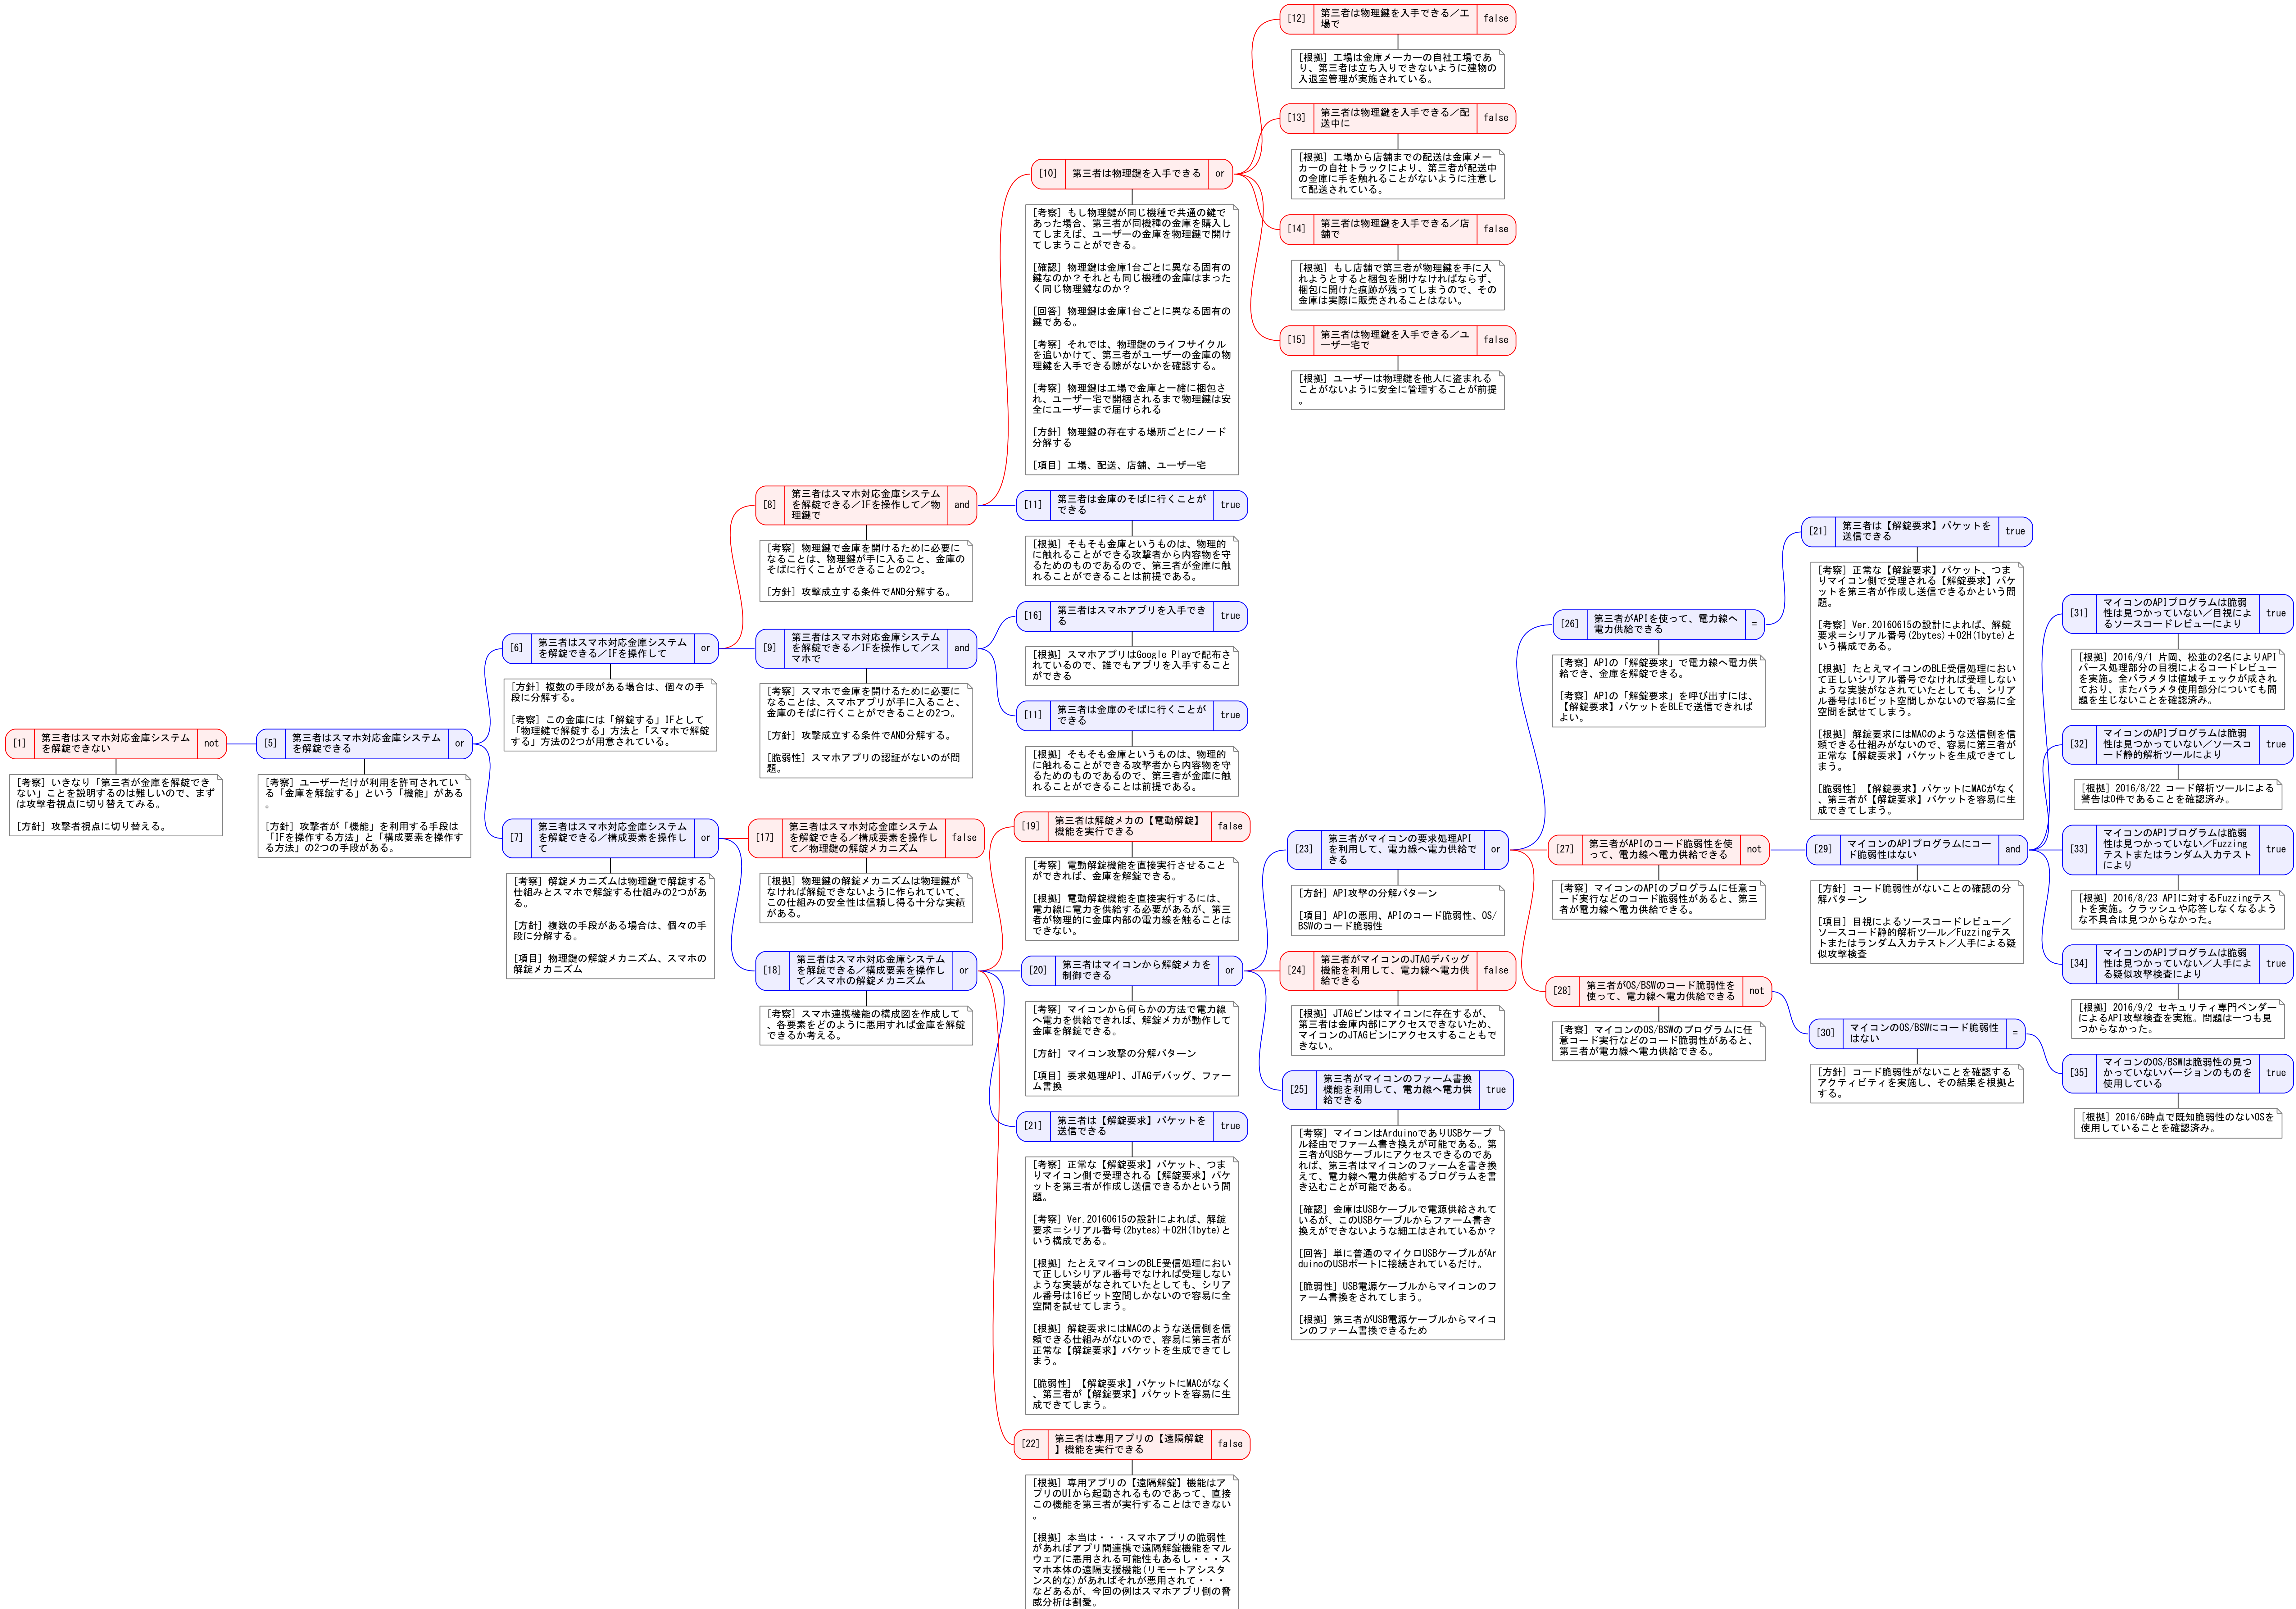 [1]
第三者はスマホ対応金庫システム
を解錠できない
not
[考察] いきなり「第三者が金庫を解錠でき
ない」ことを説明するのは難しいので、まず
は攻撃者視点に切り替えてみる。
[方針] 攻撃者視点に切り替える。
[5]
第三者はスマホ対応金庫システム
を解錠できる
or
[考察] ユーザーだけが利用を許可されてい
る「金庫を解錠する」という「機能」がある
。
[方針] 攻撃者が「機能」を利用する手段は
「IFを操作する方法」と「構成要素を操作す
る方法」の2つの手段がある。
[6]
第三者はスマホ対応金庫システム
を解錠できる／IFを操作して
or
[方針] 複数の手段がある場合は、個々の手
段に分解する。
[考察] この金庫には「解錠する」IFとして
「物理鍵で解錠する」方法と「スマホで解錠
する」方法の2つが用意されている。
[7]
第三者はスマホ対応金庫システム
を解錠できる／構成要素を操作し
て
or
[考察] 解錠メカニズムは物理鍵で解錠する
仕組みとスマホで解錠する仕組みの2つがあ
る。
[方針] 複数の手段がある場合は、個々の手
段に分解する。
[項目] 物理鍵の解錠メカニズム、スマホの
解錠メカニズム
[8]
第三者はスマホ対応金庫システム
を解錠できる／IFを操作して／物
理鍵で
and
[考察] 物理鍵で金庫を開けるために必要に
なることは、物理鍵が手に入ること、金庫の
そばに行くことができることの2つ。
[方針] 攻撃成立する条件でAND分解する。
[9]
第三者はスマホ対応金庫システム
を解錠できる／IFを操作して／ス
マホで
and
[考察] スマホで金庫を開けるために必要に
なることは、スマホアプリが手に入ること、
金庫のそばに行くことができることの2つ。
[方針] 攻撃成立する条件でAND分解する。
[脆弱性] スマホアプリの認証がないのが問
題。
[17]
第三者はスマホ対応金庫システム
を解錠できる／構成要素を操作し
て／物理鍵の解錠メカニズム
false
[根拠] 物理鍵の解錠メカニズムは物理鍵が
なければ解錠できないように作られていて、
この仕組みの安全性は信頼し得る十分な実績
がある。
[18]
第三者はスマホ対応金庫システム
を解錠できる／構成要素を操作し
て／スマホの解錠メカニズム
or
[考察] スマホ連携機能の構成図を作成して
、各要素をどのように悪用すれば金庫を解錠
できるか考える。
[10]
第三者は物理鍵を入手できる
or
[考察] もし物理鍵が同じ機種で共通の鍵で
あった場合、第三者が同機種の金庫を購入し
てしまえば、ユーザーの金庫を物理鍵で開け
てしまうことができる。
[確認] 物理鍵は金庫1台ごとに異なる固有の
鍵なのか？それとも同じ機種の金庫はまった
く同じ物理鍵なのか？
[回答] 物理鍵は金庫1台ごとに異なる固有の
鍵である。
[考察] それでは、物理鍵のライフサイクル
を追いかけて、第三者がユーザーの金庫の物
理鍵を入手できる隙がないかを確認する。
[考察] 物理鍵は工場で金庫と一緒に梱包さ
れ、ユーザー宅で開梱されるまで物理鍵は安
全にユーザーまで届けられる
[方針] 物理鍵の存在する場所ごとにノード
分解する
[項目] 工場、配送、店舗、ユーザー宅
[11]
第三者は金庫のそばに行くことが
できる
true
[根拠] そもそも金庫というものは、物理的
に触れることができる攻撃者から内容物を守
るためのものであるので、第三者が金庫に触
れることができることは前提である。
[16]
第三者はスマホアプリを入手でき
る
true
[根拠] スマホアプリはGoogle Playで配布さ
れているので、誰でもアプリを入手すること
ができる
[11]
第三者は金庫のそばに行くことが
できる
true
[根拠] そもそも金庫というものは、物理的
に触れることができる攻撃者から内容物を守
るためのものであるので、第三者が金庫に触
れることができることは前提である。
[19]
第三者は解錠メカの【電動解錠】
機能を実行できる
false
[考察] 電動解錠機能を直接実行させること
ができれば、金庫を解錠できる。
[根拠] 電動解錠機能を直接実行するには、
電力線に電力を供給する必要があるが、第三
者が物理的に金庫内部の電力線を触ることは
できない。
[20]
第三者はマイコンから解錠メカを
制御できる
or
[考察] マイコンから何らかの方法で電力線
へ電力を供給できれば、解錠メカが動作して
金庫を解錠できる。
[方針] マイコン攻撃の分解パターン
[項目] 要求処理API、JTAGデバッグ、ファー
ム書換
[21]
第三者は【解錠要求】パケットを
送信できる
true
[考察] 正常な【解錠要求】パケット、つま
りマイコン側で受理される【解錠要求】パケ
ットを第三者が作成し送信できるかという問
題。
[考察] Ver.20160615の設計によれば、解錠
要求＝シリアル番号(2bytes)＋02H(1byte)と
いう構成である。
[根拠] たとえマイコンのBLE受信処理におい
て正しいシリアル番号でなければ受理しない
ような実装がなされていたとしても、シリア
ル番号は16ビット空間しかないので容易に全
空間を試せてしまう。
[根拠] 解錠要求にはMACのような送信側を信
頼できる仕組みがないので、容易に第三者が
正常な【解錠要求】パケットを生成できてし
まう。
[脆弱性] 【解錠要求】パケットにMACがなく
、第三者が【解錠要求】パケットを容易に生
成できてしまう。
[22]
第三者は専用アプリの【遠隔解錠
】機能を実行できる
false
[根拠] 専用アプリの【遠隔解錠】機能はア
プリのUIから起動されるものであって、直接
この機能を第三者が実行することはできない
。
[根拠] 本当は・・・スマホアプリの脆弱性
があればアプリ間連携で遠隔解錠機能をマル
ウェアに悪用される可能性もあるし・・・ス
マホ本体の遠隔支援機能(リモートアシスタ
ンス的な)があればそれが悪用されて・・・
などあるが、今回の例はスマホアプリ側の脅
威分析は割愛。
[12]
第三者は物理鍵を入手できる／工
場で
false
[根拠] 工場は金庫メーカーの自社工場であ
り、第三者は立ち入りできないように建物の
入退室管理が実施されている。
[13]
第三者は物理鍵を入手できる／配
送中に
false
[根拠] 工場から店舗までの配送は金庫メー
カーの自社トラックにより、第三者が配送中
の金庫に手を触れることがないように注意し
て配送されている。
[14]
第三者は物理鍵を入手できる／店
舗で
false
[根拠] もし店舗で第三者が物理鍵を手に入
れようとすると梱包を開けなければならず、
梱包に開けた痕跡が残ってしまうので、その
金庫は実際に販売されることはない。
[15]
第三者は物理鍵を入手できる／ユ
ーザー宅で
false
[根拠] ユーザーは物理鍵を他人に盗まれる
ことがないように安全に管理することが前提
。
[23]
第三者がマイコンの要求処理API
を利用して、電力線へ電力供給で
きる
or
[方針] API攻撃の分解パターン
[項目] APIの悪用、APIのコード脆弱性、OS/
BSWのコード脆弱性
[24]
第三者がマイコンのJTAGデバッグ
機能を利用して、電力線へ電力供
給できる
false
[根拠] JTAGピンはマイコンに存在するが、
第三者は金庫内部にアクセスできないため、
マイコンのJTAGピンにアクセスすることもで
きない。
[25]
第三者がマイコンのファーム書換
機能を利用して、電力線へ電力供
給できる
true
[考察] マイコンはArduinoでありUSBケーブ
ル経由でファーム書き換えが可能である。第
三者がUSBケーブルにアクセスできるのであ
れば、第三者はマイコンのファームを書き換
えて、電力線へ電力供給するプログラムを書
き込むことが可能である。
[確認] 金庫はUSBケーブルで電源供給されて
いるが、このUSBケーブルからファーム書き
換えができないような細工はされているか？
[回答] 単に普通のマイクロUSBケーブルがAr
duinoのUSBポートに接続されているだけ。
[脆弱性] USB電源ケーブルからマイコンのフ
ァーム書換をされてしまう。
[根拠] 第三者がUSB電源ケーブルからマイコ
ンのファーム書換できるため
[26]
第三者がAPIを使って、電力線へ
電力供給できる
=
[考察] APIの「解錠要求」で電力線へ電力供
給でき、金庫を解錠できる。
[考察] APIの「解錠要求」を呼び出すには、
【解錠要求】パケットをBLEで送信できれば
よい。
[27]
第三者がAPIのコード脆弱性を使
って、電力線へ電力供給できる
not
[考察] マイコンのAPIのプログラムに任意コ
ード実行などのコード脆弱性があると、第三
者が電力線へ電力供給できる。
[28]
第三者がOS/BSWのコード脆弱性を
使って、電力線へ電力供給できる
not
[考察] マイコンのOS/BSWのプログラムに任
意コード実行などのコード脆弱性があると、
第三者が電力線へ電力供給できる。
[21]
第三者は【解錠要求】パケットを
送信できる
true
[考察] 正常な【解錠要求】パケット、つま
りマイコン側で受理される【解錠要求】パケ
ットを第三者が作成し送信できるかという問
題。
[考察] Ver.20160615の設計によれば、解錠
要求＝シリアル番号(2bytes)＋02H(1byte)と
いう構成である。
[根拠] たとえマイコンのBLE受信処理におい
て正しいシリアル番号でなければ受理しない
ような実装がなされていたとしても、シリア
ル番号は16ビット空間しかないので容易に全
空間を試せてしまう。
[根拠] 解錠要求にはMACのような送信側を信
頼できる仕組みがないので、容易に第三者が
正常な【解錠要求】パケットを生成できてし
まう。
[脆弱性] 【解錠要求】パケットにMACがなく
、第三者が【解錠要求】パケットを容易に生
成できてしまう。
[29]
マイコンのAPIプログラムにコー
ド脆弱性はない
and
[方針] コード脆弱性がないことの確認の分
解パターン
[項目] 目視によるソースコードレビュー／
ソースコード静的解析ツール／Fuzzingテス
トまたはランダム入力テスト／人手による疑
似攻撃検査
[30]
マイコンのOS/BSWにコード脆弱性
はない
=
[方針] コード脆弱性がないことを確認する
アクティビティを実施し、その結果を根拠と
する。
[31]
マイコンのAPIプログラムは脆弱
性は見つかっていない／目視によ
るソースコードレビューにより
true
[根拠] 2016/9/1 片岡、松並の2名によりAPI
パース処理部分の目視によるコードレビュー
を実施。全パラメタは値域チェックが成され
ており、またパラメタ使用部分についても問
題を生じないことを確認済み。
[32]
マイコンのAPIプログラムは脆弱
性は見つかっていない／ソースコ
ード静的解析ツールにより
true
[根拠] 2016/8/22 コード解析ツールによる
警告は0件であることを確認済み。
[33]
マイコンのAPIプログラムは脆弱
性は見つかっていない／Fuzzing
テストまたはランダム入力テスト
により
true
[根拠] 2016/8/23 APIに対するFuzzingテス
トを実施。クラッシュや応答しなくなるよう
な不具合は見つからなかった。
[34]
マイコンのAPIプログラムは脆弱
性は見つかっていない／人手によ
る疑似攻撃検査により
true
[根拠] 2016/9/2 セキュリティ専門ベンダー
によるAPI攻撃検査を実施。問題は一つも見
つからなかった。
[35]
マイコンのOS/BSWは脆弱性の見つ
かっていないバージョンのものを
使用している
true
[根拠] 2016/6時点で既知脆弱性のないOSを
使用していることを確認済み。